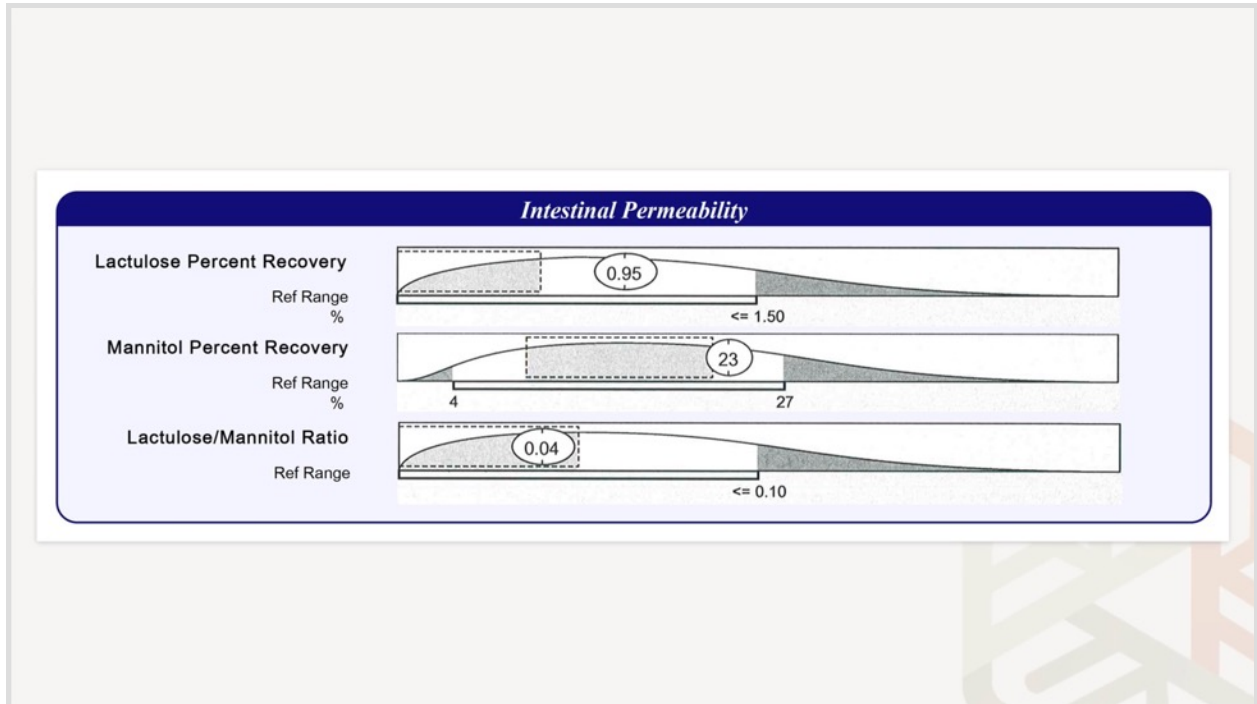 Intestinal Permeability
Lactulose Percent Recovery
0.95
Ref Range
%
<= 1.50
Mannitol Percent Recovery
23
Ref Range
%
4
27
Lactulose/Mannitol Ratio
0.04
Ref Range
<= 0.10